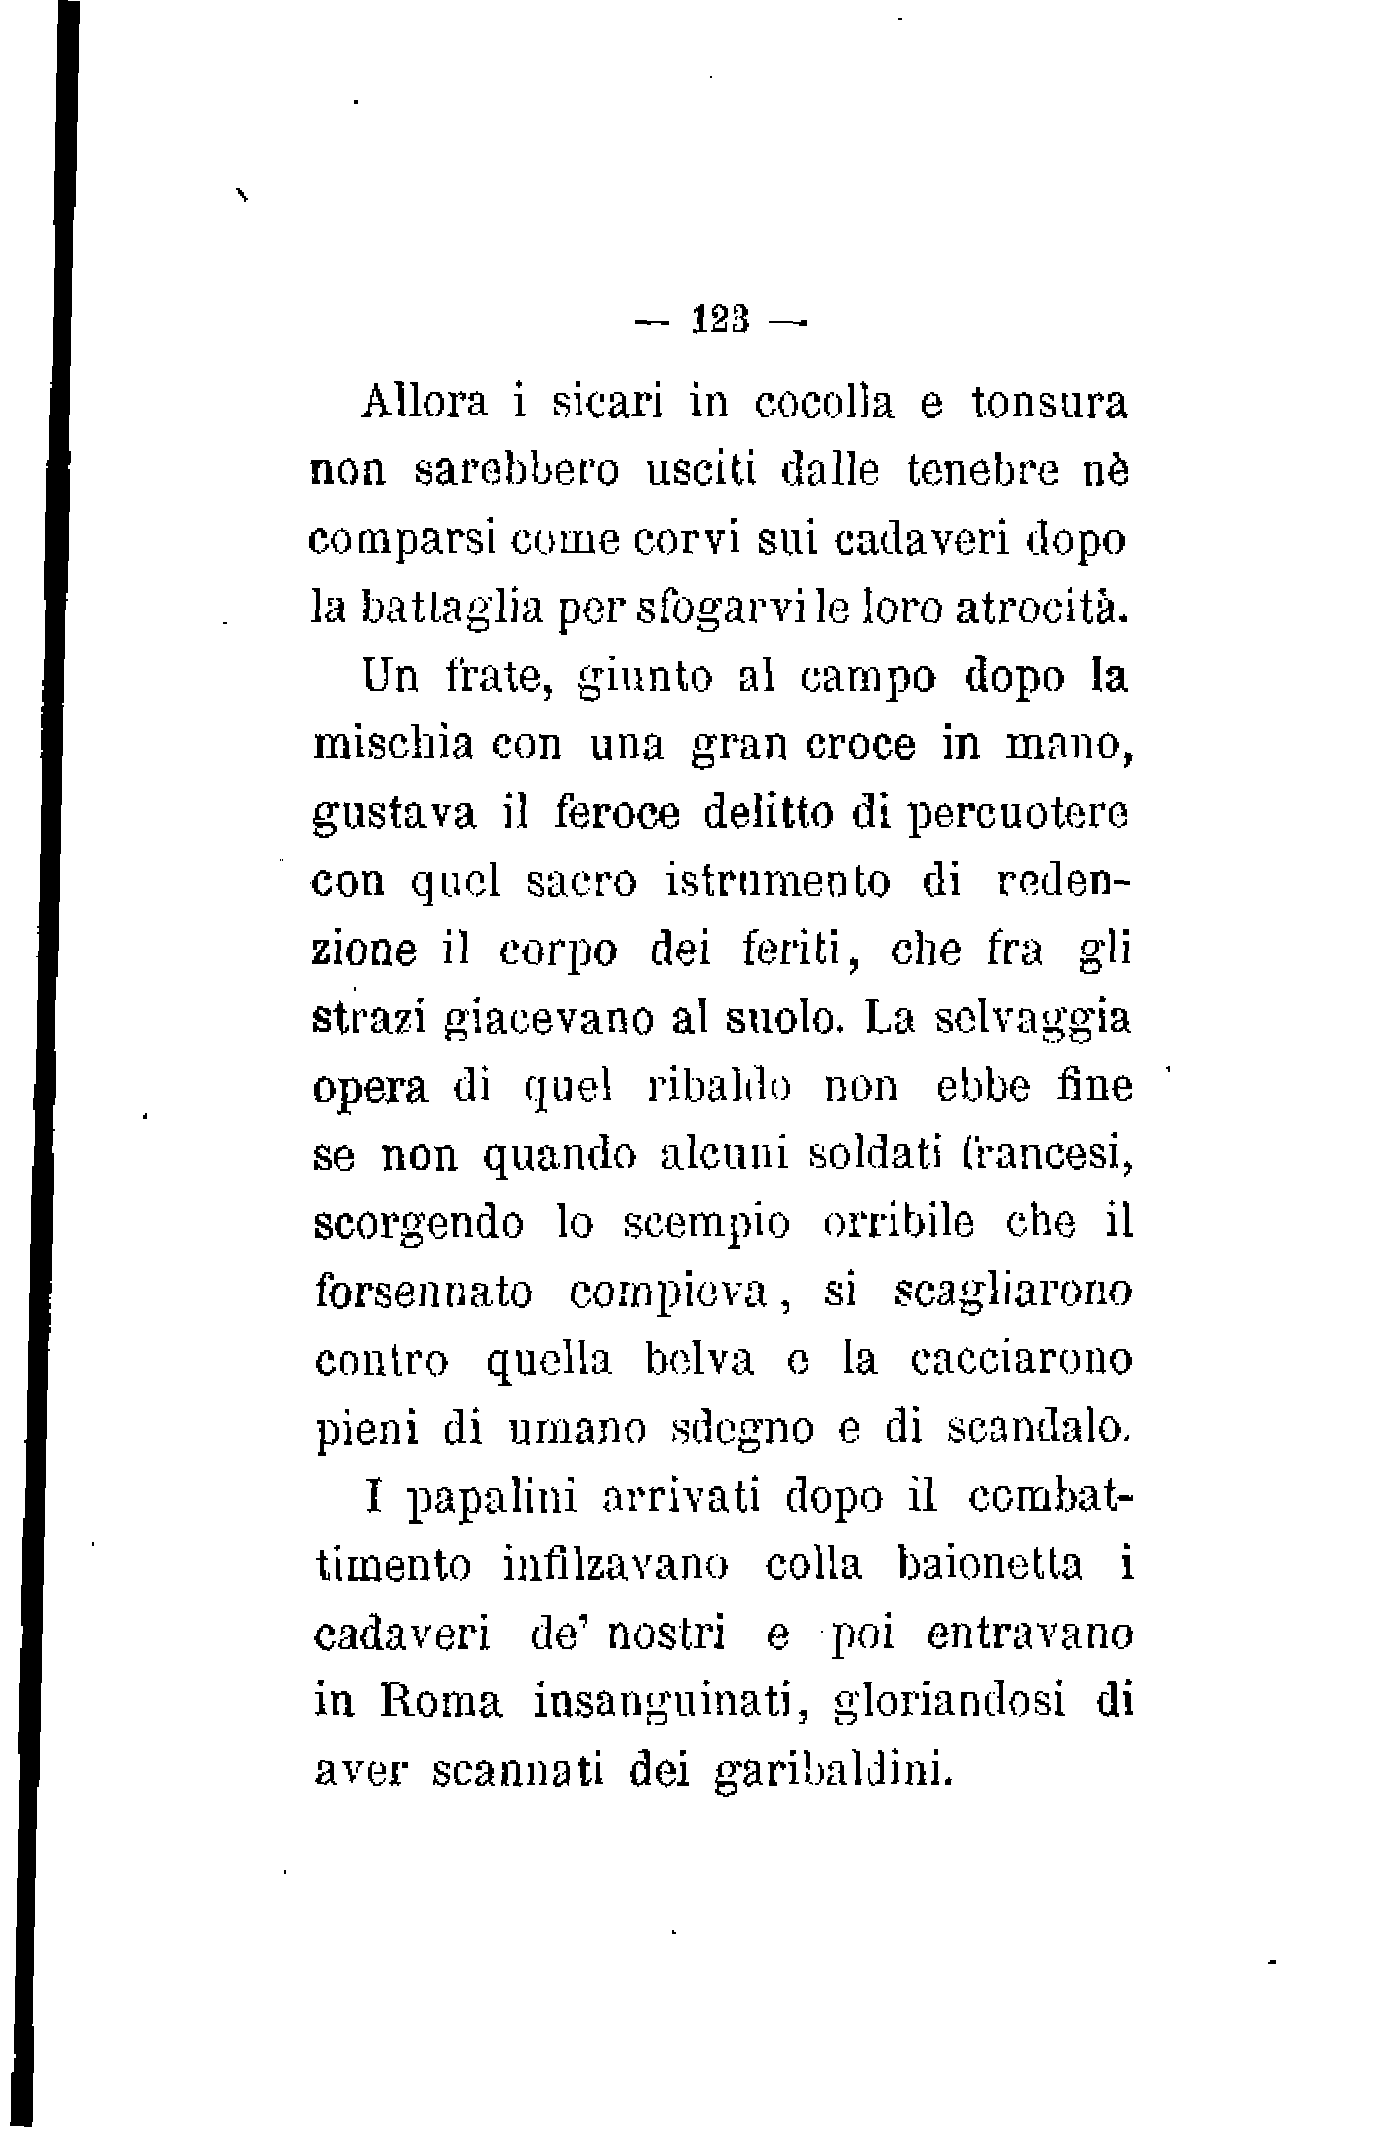 — 123 —
Allora i sicari in cocolla e tonsura
non sarebbero usciti dalle tenebre nè
comparsi come corvi sui cadaveri dopo
la battaglia per sfogarvi le loro atrocità.
Un frate, giunto al campo dopo la
mischia con una gran croce in mano,
gustava il feroce delitto di percuotere
con quel sacro istrumento di reden-
zione il corpo dei feriti, che fra gli
strazi giacevano al suolo. La selvaggia
opera di quel ribaldo non ebbe fine
se non quando alcuni soldati francesi,
scorgendo lo scempio orribile che il
forsennato compieva, si scagliarono
contro quella belva e la cacciarono
pieni di umano sdegno e di scandalo.
I papalini arrivati dopo il combat-
timento infilzavano colla baionetta i
cadaveri de' nostri e poi entravano
in Roma insanguinati, gloriandosi di
aver scannati dei garibaldini.